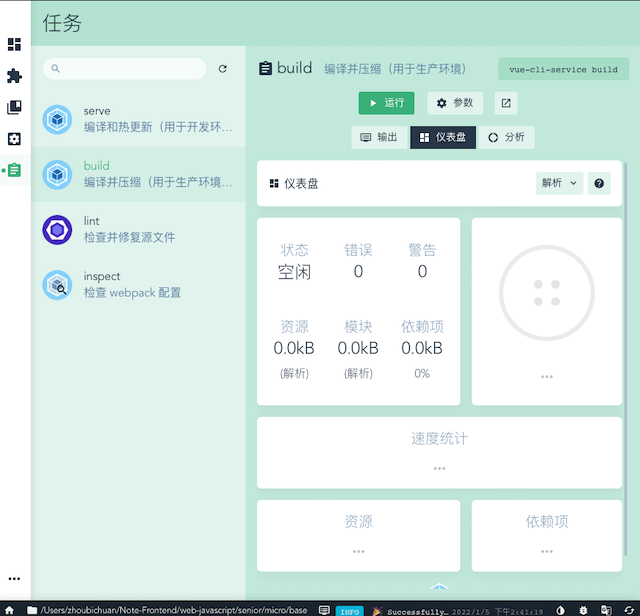 任务
serve
编译和热更新（用于开发环…
build
编译并压缩（用于生产环境…
lint
检查并修复源文件
inspect
检查 webpack 配置
build 编译并压缩（用于生产环境） vue-cli-service build
运行 参数
输出 仪表盘 分析
仪表盘 解析
状态 错误 警告
空闲 0 0
资源 模块 依赖项
0.0kB 0.0kB 0.0kB
(解析) (解析) 0%
...
速度统计
...
资源 依赖项
... ...
/Users/zhoubichuan/Note-Frontend/web-javascript/senior/micro/base INFO Successfully… 2022/1/5 下午2:41:19